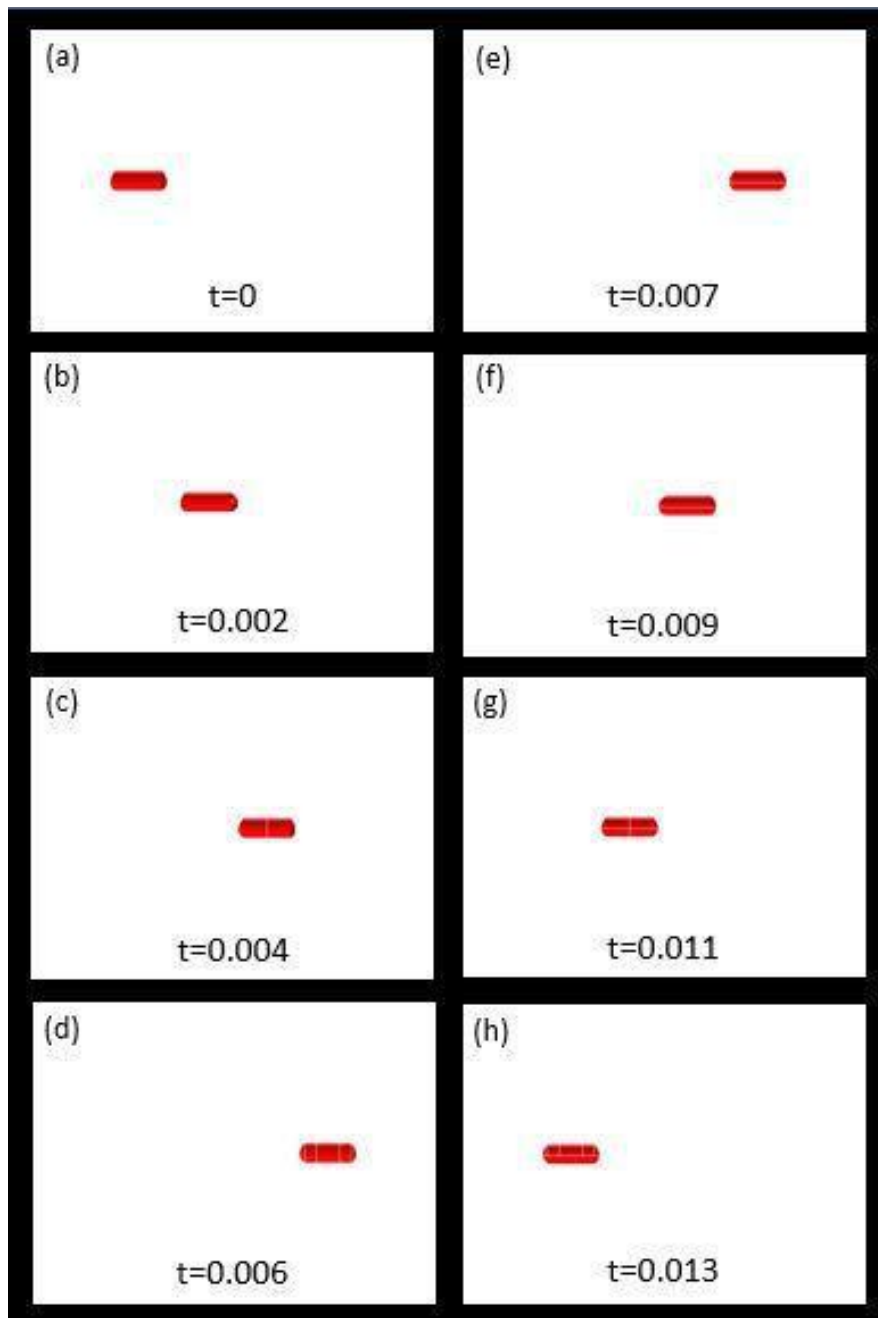 (a)
t=0
(b)
t=0.002
(c)
t=0.004
(d)
t=0.006
(e)
t=0.007
(f)
t=0.009
(g)
t=0.011
(h)
t=0.013